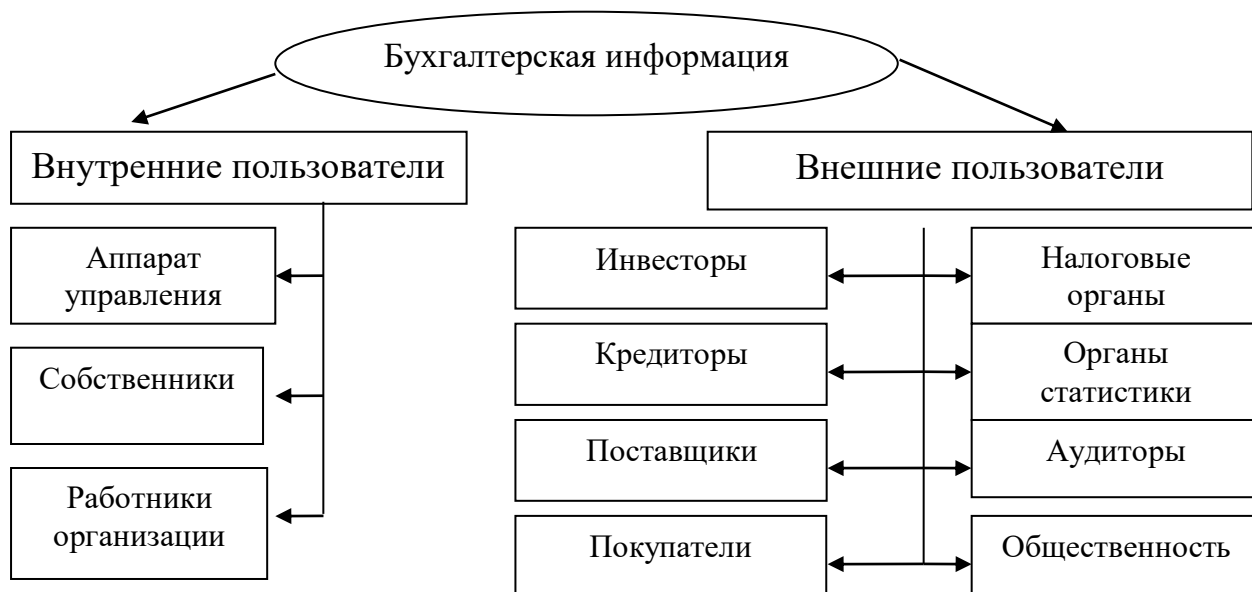 Бухгалтерская информация
Внутренние пользователи
Внешние пользователи
Аппарат
управления
Собственники
Работники
организации
Инвесторы
Кредиторы
Поставщики
Покупатели
Налоговые
органы
Органы
статистики
Аудиторы
Общественность